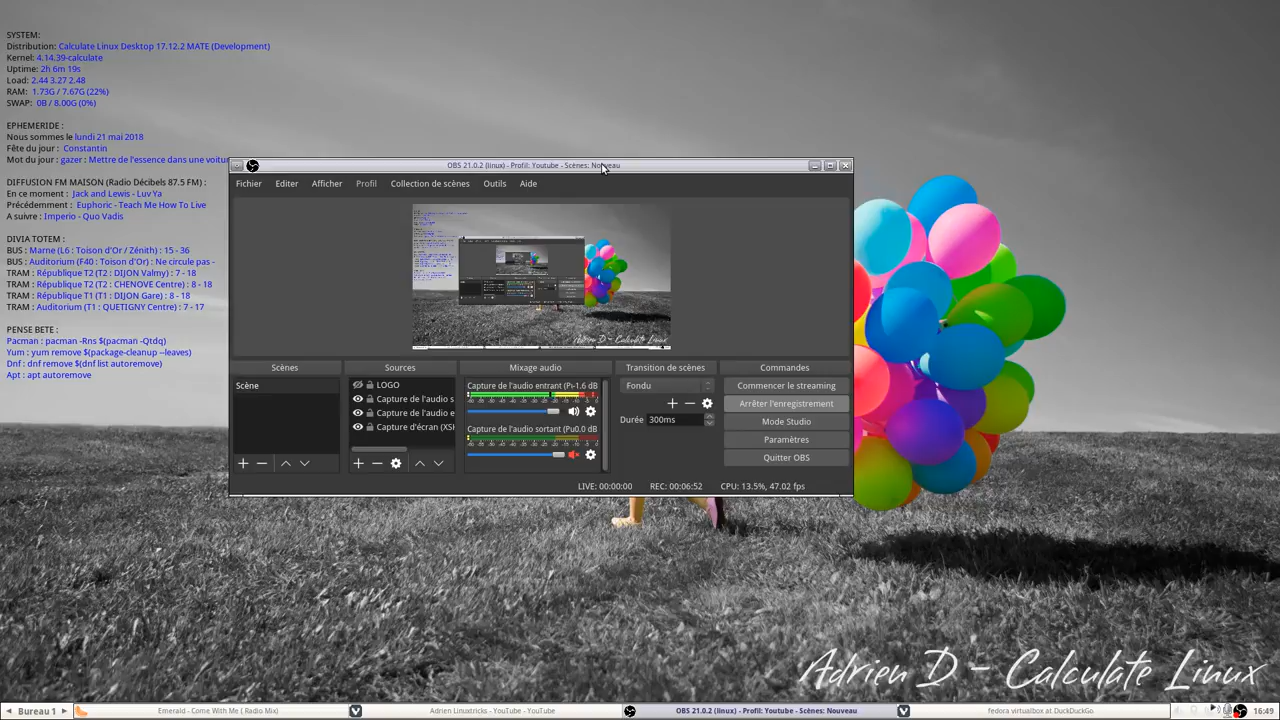 SYSTEM:
Distribution: Calculate Linux Desktop 17.12.2 MATE (Development)
Kernel: 4.14.39-calculate
Uptime: 2h 6m 19s
Load: 2.44 3.27 2.48
RAM: 1.73G / 7.67G (22%)
SWAP: 0B / 8.00G (0%)
EPHEMERIDE :
Nous sommes le lundi 21 mai 2018
Fête du jour : Constantin
Mot du jour : gazer : Mettre de l'essence dans une voitur
DIFFUSION FM MAISON (Radio Décibels 87.5 FM) :
En ce moment : Jack and Lewis - Luv Ya
Précédemment : Euphoric - Teach Me How To Live
A suivre : Imperio - Quo Vadis
DIVIA TOTEM :
BUS : Marne (L6 : Toison d'Or / Zénith) : 15 - 36
BUS : Auditorium (F40 : Toison d'Or) : Ne circule pas -
TRAM : République T2 (T2 : DIJON Valmy) : 7 - 18
TRAM : République T2 (T2 : CHENOVE Centre) : 8 - 18
TRAM : République T1 (T1 : DIJON Gare) : 8 - 18
TRAM : Auditorium (T1 : QUETIGNY Centre) : 7 - 17
PENSE BETE :
Pacman : pacman -Rns $(pacman -Qtdq)
Yum : yum remove $(package-cleanup --leaves)
Dnf : dnf remove $(dnf list autoremove)
Apt : apt autoremove
OBS 21.0.2 (linux) - Profil: Youtube - Scènes: Nouveau
Fichier Editer Afficher Profil Collection de scènes Outils Aide
Scènes Sources Mixage audio Transition de scènes Commandes
Scène
LOGO
Capture de l'audio s
Capture de l'audio e
Capture d'écran (XSH
Capture de l'audio entrant (P -1.6 dB
Capture de l'audio sortant (Pu 0.0 dB
Fondu
Durée 300ms
Commencer le streaming
Arrêter l'enregistrement
Mode Studio
Paramètres
Quitter OBS
LIVE: 00:00:00 REC: 00:06:52 CPU: 13.5%, 47.02 fps
Adrien D - Calculate Linux
Bureau 1 Emerald - Come With Me ( Radio Mix) Adrien Linuxtricks - YouTube - YouTube OBS 21.0.2 (linux) - Profil: Youtube - Scènes: Nouveau fedora virtualbox at DuckDuckGo 16:49